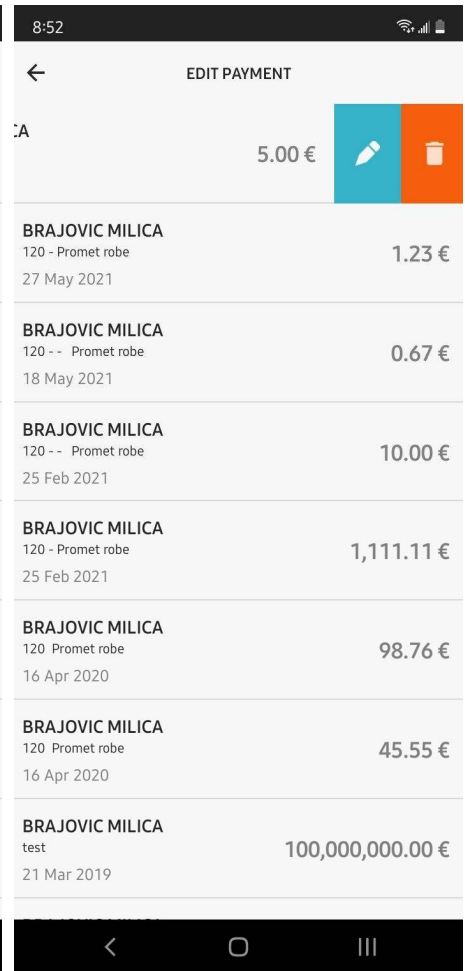 8:52
EDIT PAYMENT
CA
5.00 €
BRAJOVIC MILICA
120 - Promet robe
1.23 €
27 May 2021
BRAJOVIC MILICA
120 - - Promet robe
0.67 €
18 May 2021
BRAJOVIC MILICA
120 - - Promet robe
10.00 €
25 Feb 2021
BRAJOVIC MILICA
120 - Promet robe
1,111.11 €
25 Feb 2021
BRAJOVIC MILICA
120 Promet robe
98.76 €
16 Apr 2020
BRAJOVIC MILICA
120 Promet robe
45.55 €
16 Apr 2020
BRAJOVIC MILICA
test
100,000,000.00 €
21 Mar 2019